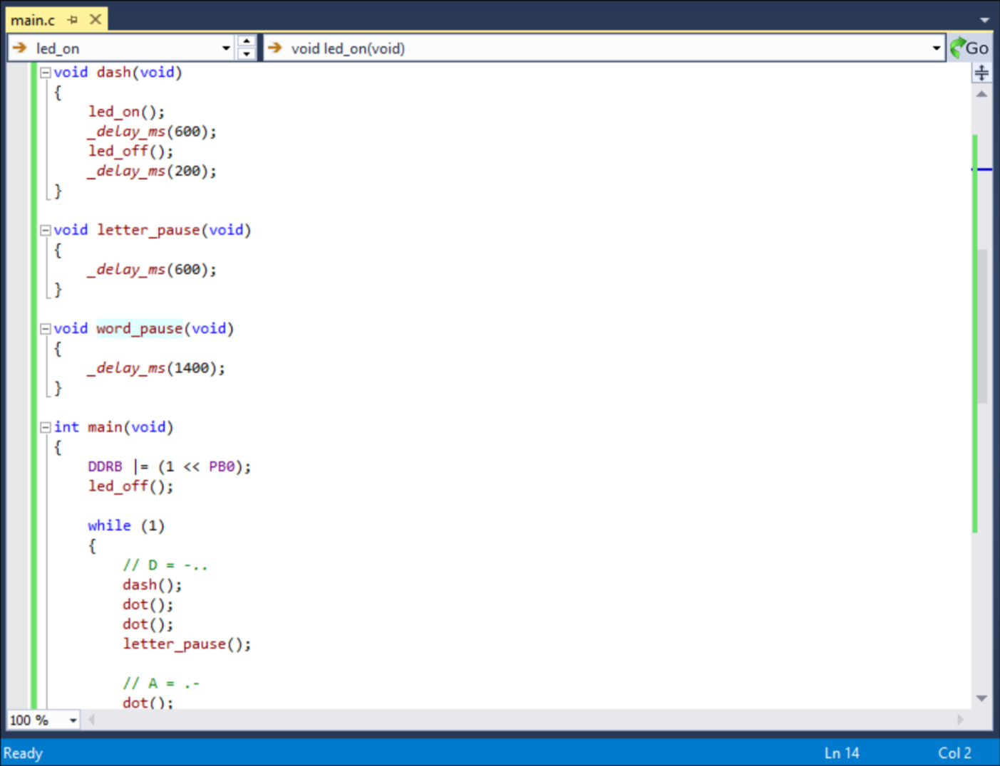 main.c
led_on
void led_on(void)
Go
void dash(void)
{
led_on();
_delay_ms(600);
led_off();
_delay_ms(200);
}
void letter_pause(void)
{
_delay_ms(600);
}
void word_pause(void)
{
_delay_ms(1400);
}
int main(void)
{
DDRB |= (1 << PB0);
led_off();
while (1)
{
// D = -..
dash();
dot();
dot();
letter_pause();
// A = .-
dot();
100 %
Ready
Ln 14
Col 2